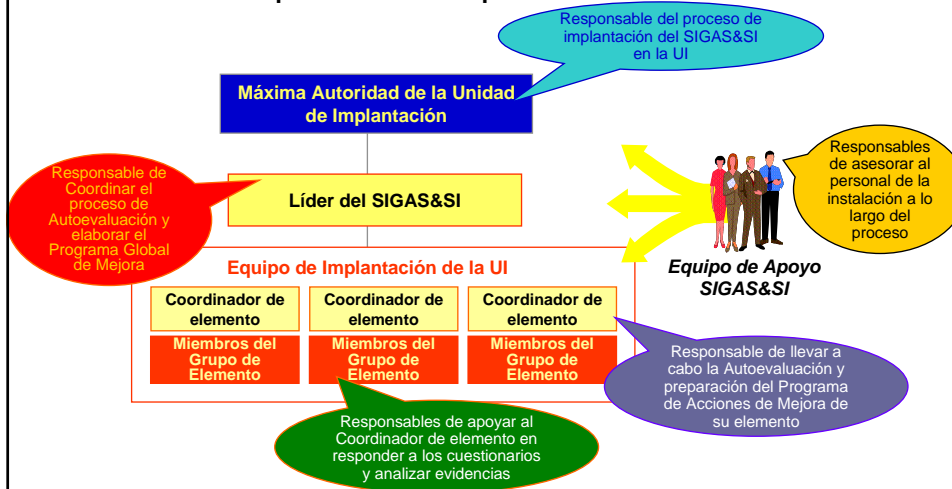 Responsable del proceso de
implantación del SIGAS&SI
en la UI
Máxima Autoridad de la Unidad
de Implantación
Responsable de
Coordinar el
proceso de
Autoevaluación y
elaborar el
Programa Global
de Mejora
Líder del SIGAS&SI
Responsables
de asesorar al
personal de la
instalación a lo
largo del
proceso
Equipo de Apoyo
SIGAS&SI
Equipo de Implantación de la UI
Coordinador de
elemento
Coordinador de
elemento
Coordinador de
elemento
Miembros del
Grupo de
Elemento
Miembros del
Grupo de
Elemento
Miembros del
Grupo de
Elemento
Responsable de llevar a
cabo la Autoevaluación y
preparación del Programa
de Acciones de Mejora de
su elemento
Responsables de apoyar al
Coordinador de elemento en
responder a los cuestionarios
y analizar evidencias